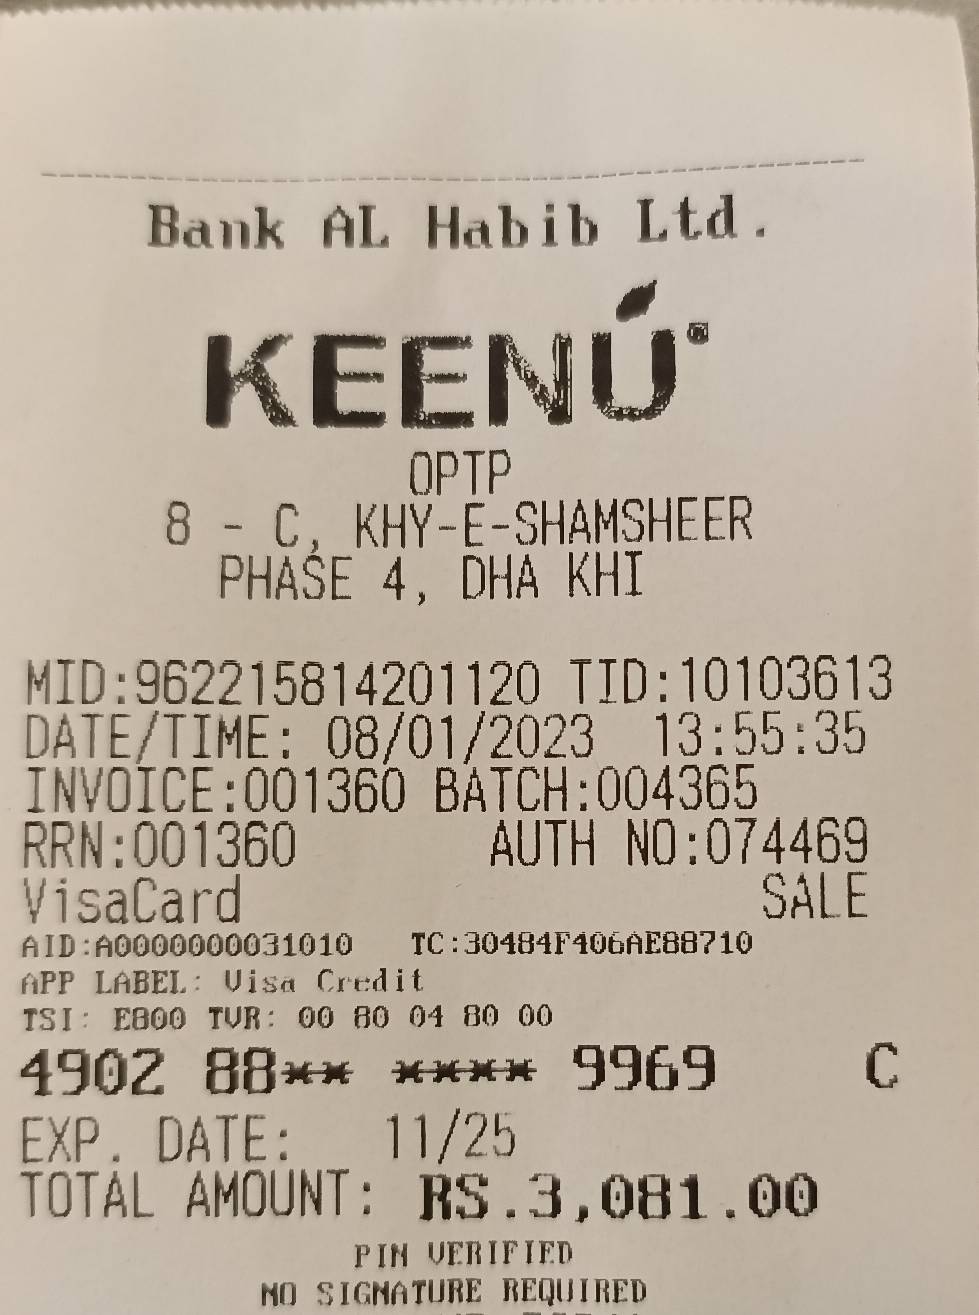 Bank AL Habib Ltd.
KEENÚ®
OPTP
8 - C, KHY-E-SHAMSHEER
PHASE 4, DHA KHI
MID:962215814201120 TID:10103613
DATE/TIME: 08/01/2023 13:55:35
INVOICE:001360 BATCH:004365
RRN:001360 AUTH NO:074469
VisaCard SALE
AID:A0000000031010 TC:30484F406AE88710
APP LABEL: Visa Credit
TSI: E800 TVR: 00 80 04 80 00
4902 88** **** 9969 C
EXP. DATE: 11/25
TOTAL AMOUNT: RS.3,081.00
PIN VERIFIED
NO SIGNATURE REQUIRED